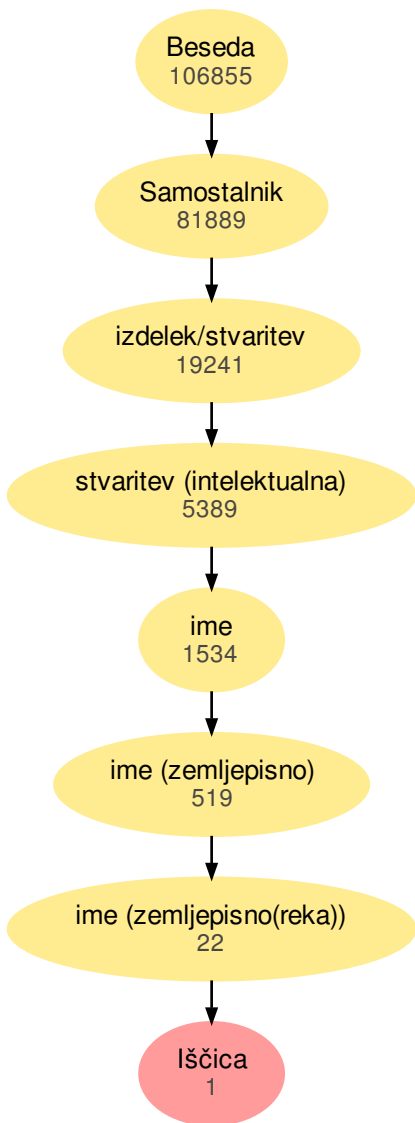 Beseda
106855
Samostalnik
81889
izdelek/stvaritev
19241
stvaritev (intelektualna)
5389
ime
1534
ime (zemljepisno)
519
ime (zemljepisno(reka))
22
Iščica
1